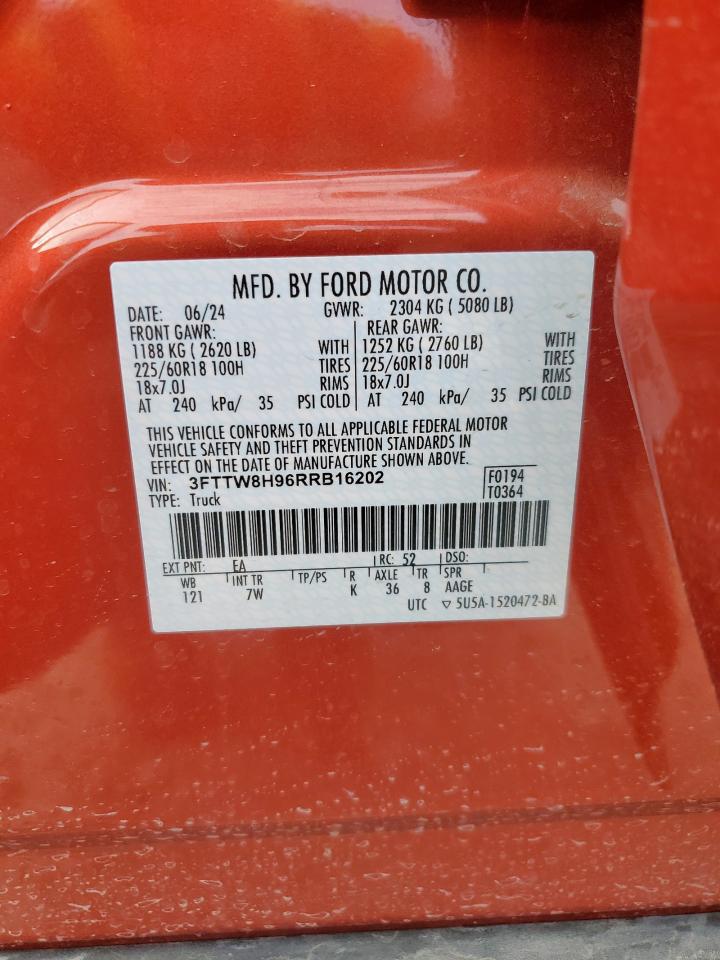 MFD. BY FORD MOTOR CO.
DATE: 06/24 GVWR: 2304 KG ( 5080 LB)
FRONT GAWR: REAR GAWR:
1188 KG ( 2620 LB) WITH 1252 KG ( 2760 LB) WITH
225/60R18 100H TIRES 225/60R18 100H TIRES
18x7.0J RIMS 18x7.0J RIMS
AT 240 kPa/ 35 PSI COLD AT 240 kPa/ 35 PSI COLD
THIS VEHICLE CONFORMS TO ALL APPLICABLE FEDERAL MOTOR
VEHICLE SAFETY AND THEFT PREVENTION STANDARDS IN
EFFECT ON THE DATE OF MANUFACTURE SHOWN ABOVE.
VIN: 3FTTW8H96RRB16202 F0194
TYPE: Truck T0364
EXT PNT: EA RC: 52 DSO:
WB INT TR TP/PS R AXLE TR SPR
121 7W K 36 8 AAGE
UTC ▽ 5U5A-1520472-BA